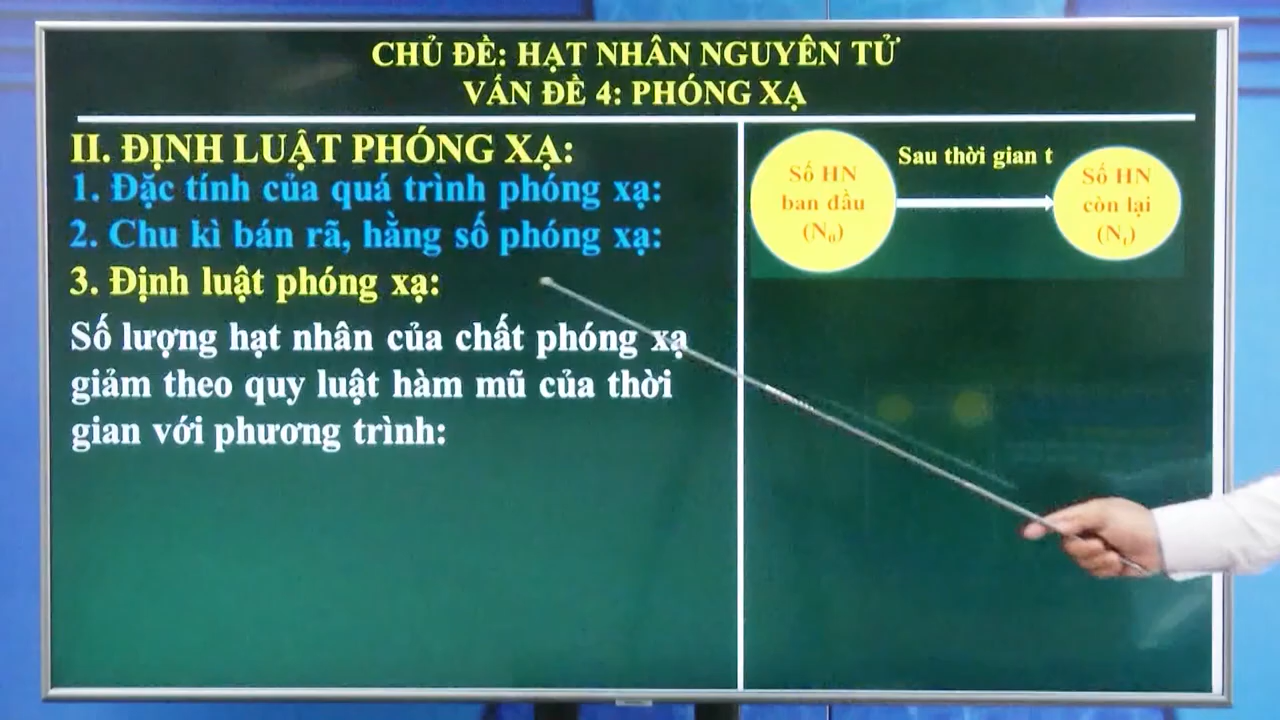 CHỦ ĐỀ: HẠT NHÂN NGUYÊN TỬ
VẤN ĐỀ 4: PHÓNG XẠ
II. ĐỊNH LUẬT PHÓNG XẠ:
1. Đặc tính của quá trình phóng xạ:
2. Chu kì bán rã, hằng số phóng xạ:
3. Định luật phóng xạ:
Số lượng hạt nhân của chất phóng xạ
giảm theo quy luật hàm mũ của thời
gian với phương trình:
Số HN
ban đầu
(N₀)
Sau thời gian t
Số HN
còn lại
(Nₜ)